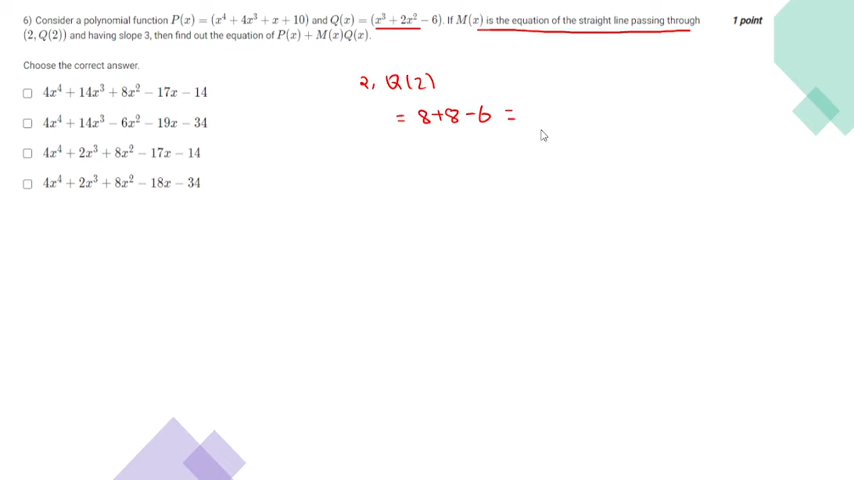 6) Consider a polynomial function P(x) = (x⁴ + 4x³ + x + 10) and Q(x) = (x³ + 2x² − 6). If M(x) is the equation of the straight line passing through 1 point
(2, Q(2)) and having slope 3, then find out the equation of P(x) + M(x)Q(x).
Choose the correct answer.
4x⁴ + 14x³ + 8x² − 17x − 14
4x⁴ + 14x³ − 6x² − 19x − 34
4x⁴ + 2x³ + 8x² − 17x − 14
4x⁴ + 2x³ + 8x² − 18x − 34
2, Q(2)
= 8+8-6 =